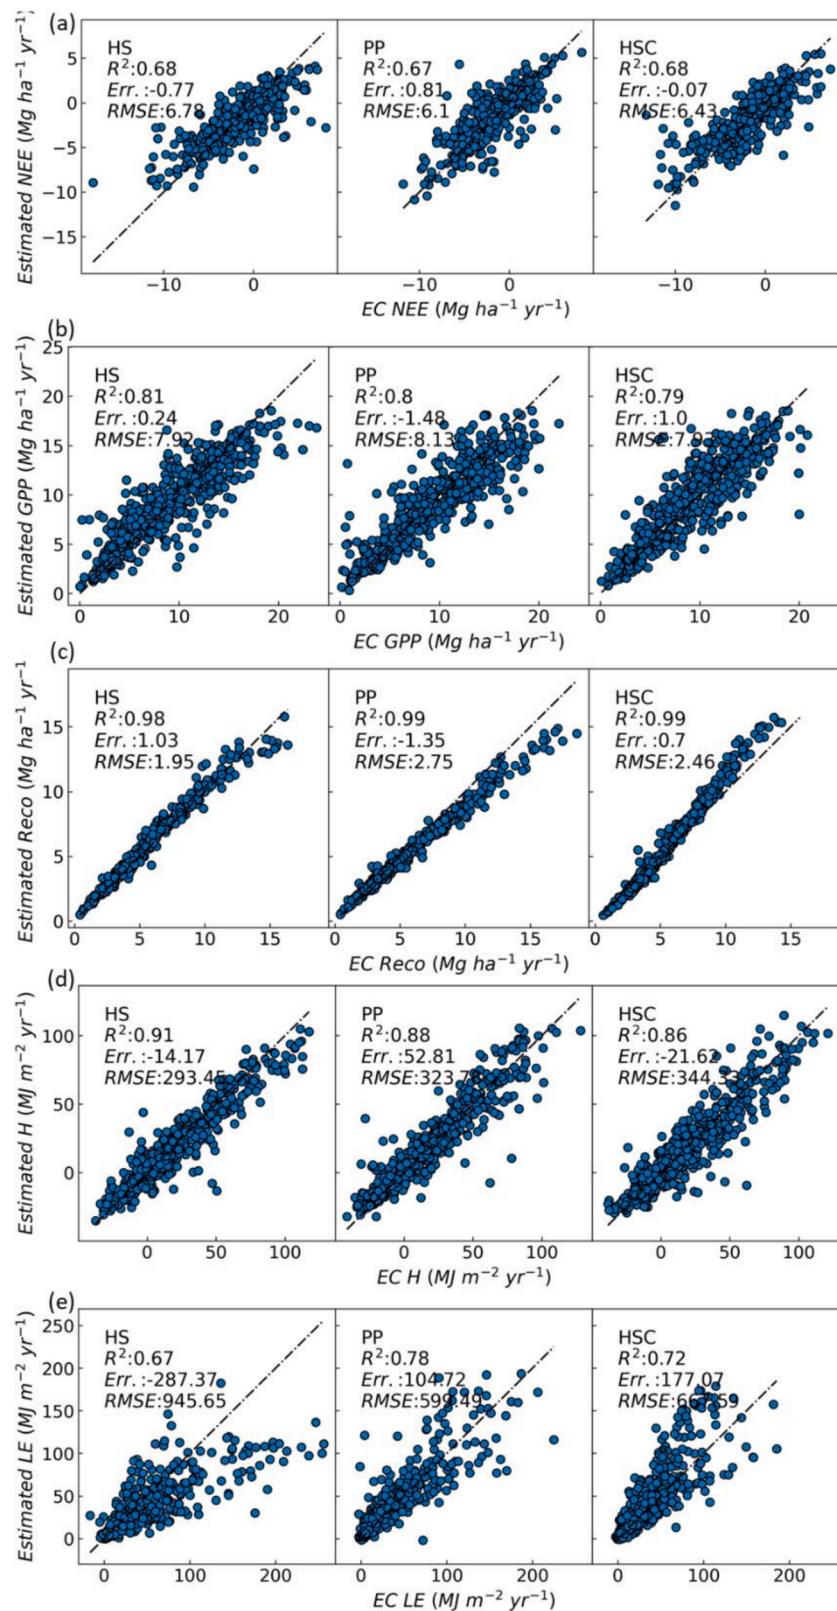 (a)
HS
R²:0.68
Err.:-0.77
RMSE:6.78
PP
R²:0.67
Err.:0.81
RMSE:6.1
HSC
R²:0.68
Err.:-0.07
RMSE:6.43
Estimated NEE (Mg ha⁻¹ yr⁻¹)
5
0
−5
−10
−15
−10 0 −10 0 −10 0
EC NEE (Mg ha⁻¹ yr⁻¹)
(b)
HS
R²:0.81
Err.:0.24
RMSE:7.92
PP
R²:0.8
Err.:-1.48
RMSE:8.13
HSC
R²:0.79
Err.:1.0
RMSE:7.93
Estimated GPP (Mg ha⁻¹ yr⁻¹)
25
20
15
10
5
0
0 10 20 0 10 20 0 10 20
EC GPP (Mg ha⁻¹ yr⁻¹)
(c)
HS
R²:0.98
Err.:1.03
RMSE:1.95
PP
R²:0.99
Err.:-1.35
RMSE:2.75
HSC
R²:0.99
Err.:0.7
RMSE:2.46
Estimated Reco (Mg ha⁻¹ yr⁻¹)
15
10
5
0
0 5 10 15 0 5 10 15 0 5 10 15
EC Reco (Mg ha⁻¹ yr⁻¹)
(d)
HS
R²:0.91
Err.:-14.17
RMSE:293.45
PP
R²:0.88
Err.:52.81
HSC
R²:0.86
Err.:-21.62
RMSE:344.33
Estimated H (MJ m⁻² yr⁻¹)
100
50
0
0 50 100 0 50 100 0 50 100
EC H (MJ m⁻² yr⁻¹)
(e)
HS
R²:0.67
Err.:-287.37
RMSE:945.65
PP
R²:0.78
Err.:104.72
RMSE:599.49
HSC
R²:0.72
Err.:177.07
Estimated LE (MJ m⁻² yr⁻¹)
250
200
150
100
50
0
0 100 200 0 100 200 0 100 200
EC LE (MJ m⁻² yr⁻¹)